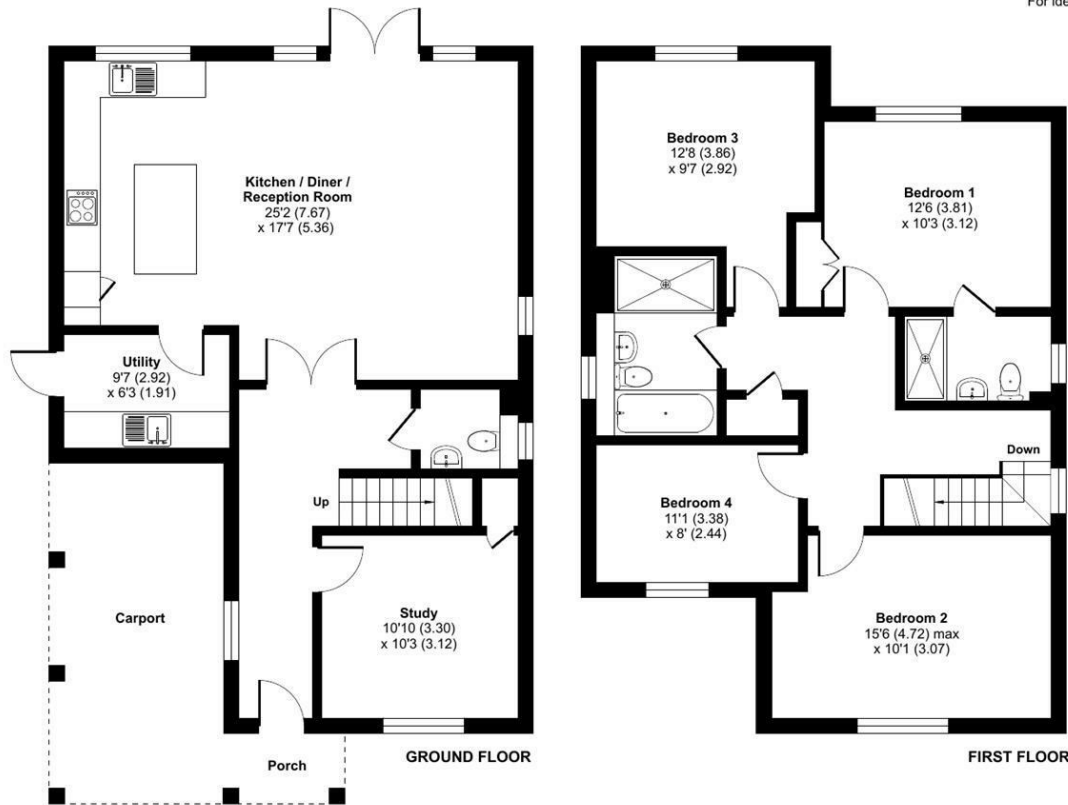 For ide
Kitchen / Diner /
Reception Room
25'2 (7.67)
x 17'7 (5.36)
Utility
9'7 (2.92)
x 6'3 (1.91)
Up
Carport
Study
10'10 (3.30)
x 10'3 (3.12)
Porch
GROUND FLOOR
Bedroom 3
12'8 (3.86)
x 9'7 (2.92)
Bedroom 1
12'6 (3.81)
x 10'3 (3.12)
Down
Bedroom 4
11'1 (3.38)
x 8' (2.44)
Bedroom 2
15'6 (4.72) max
x 10'1 (3.07)
FIRST FLOOR